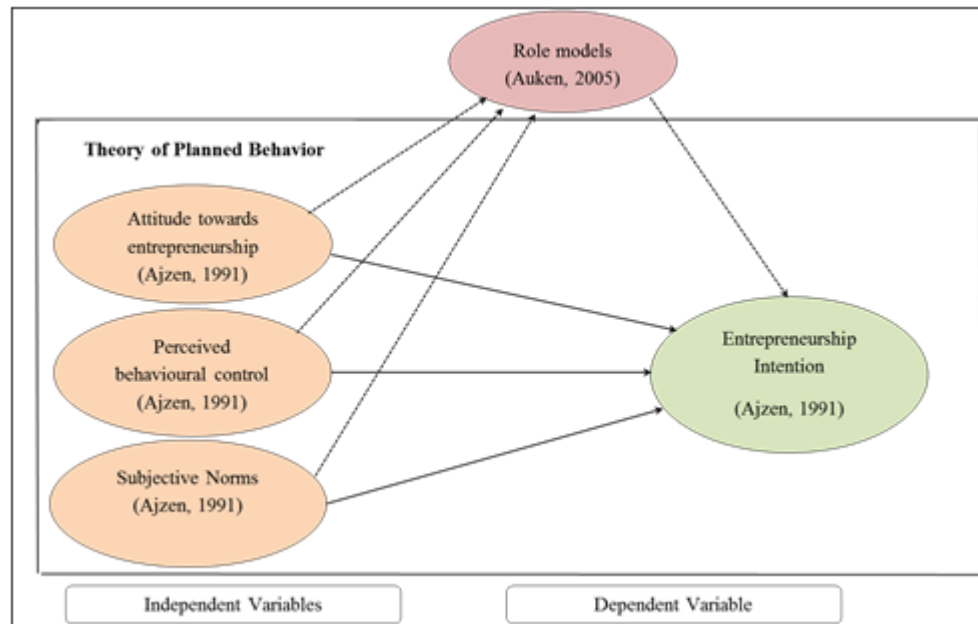 Role models
(Auken, 2005)
Theory of Planned Behavior
Attitude towards
entrepreneurship
(Ajzen, 1991)
Perceived
behavioural control
(Ajzen, 1991)
Subjective Norms
(Ajzen, 1991)
Entrepreneurship
Intention
(Ajzen, 1991)
Independent Variables
Dependent Variable